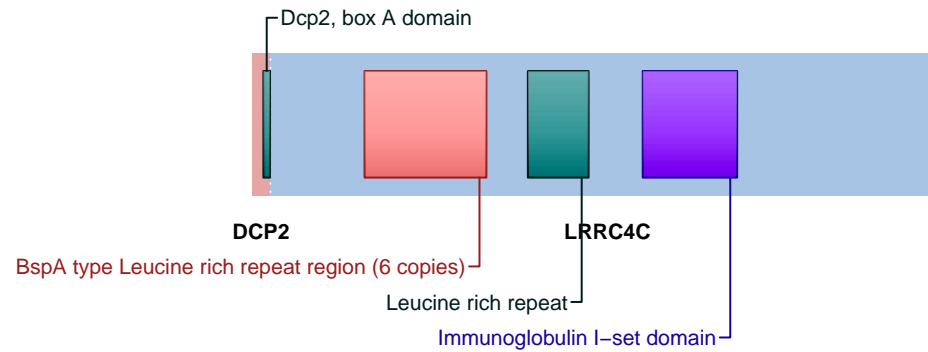 Dcp2, box A domain
DCP2
LRRC4C
BspA type Leucine rich repeat region (6 copies)
Leucine rich repeat
Immunoglobulin I−set domain